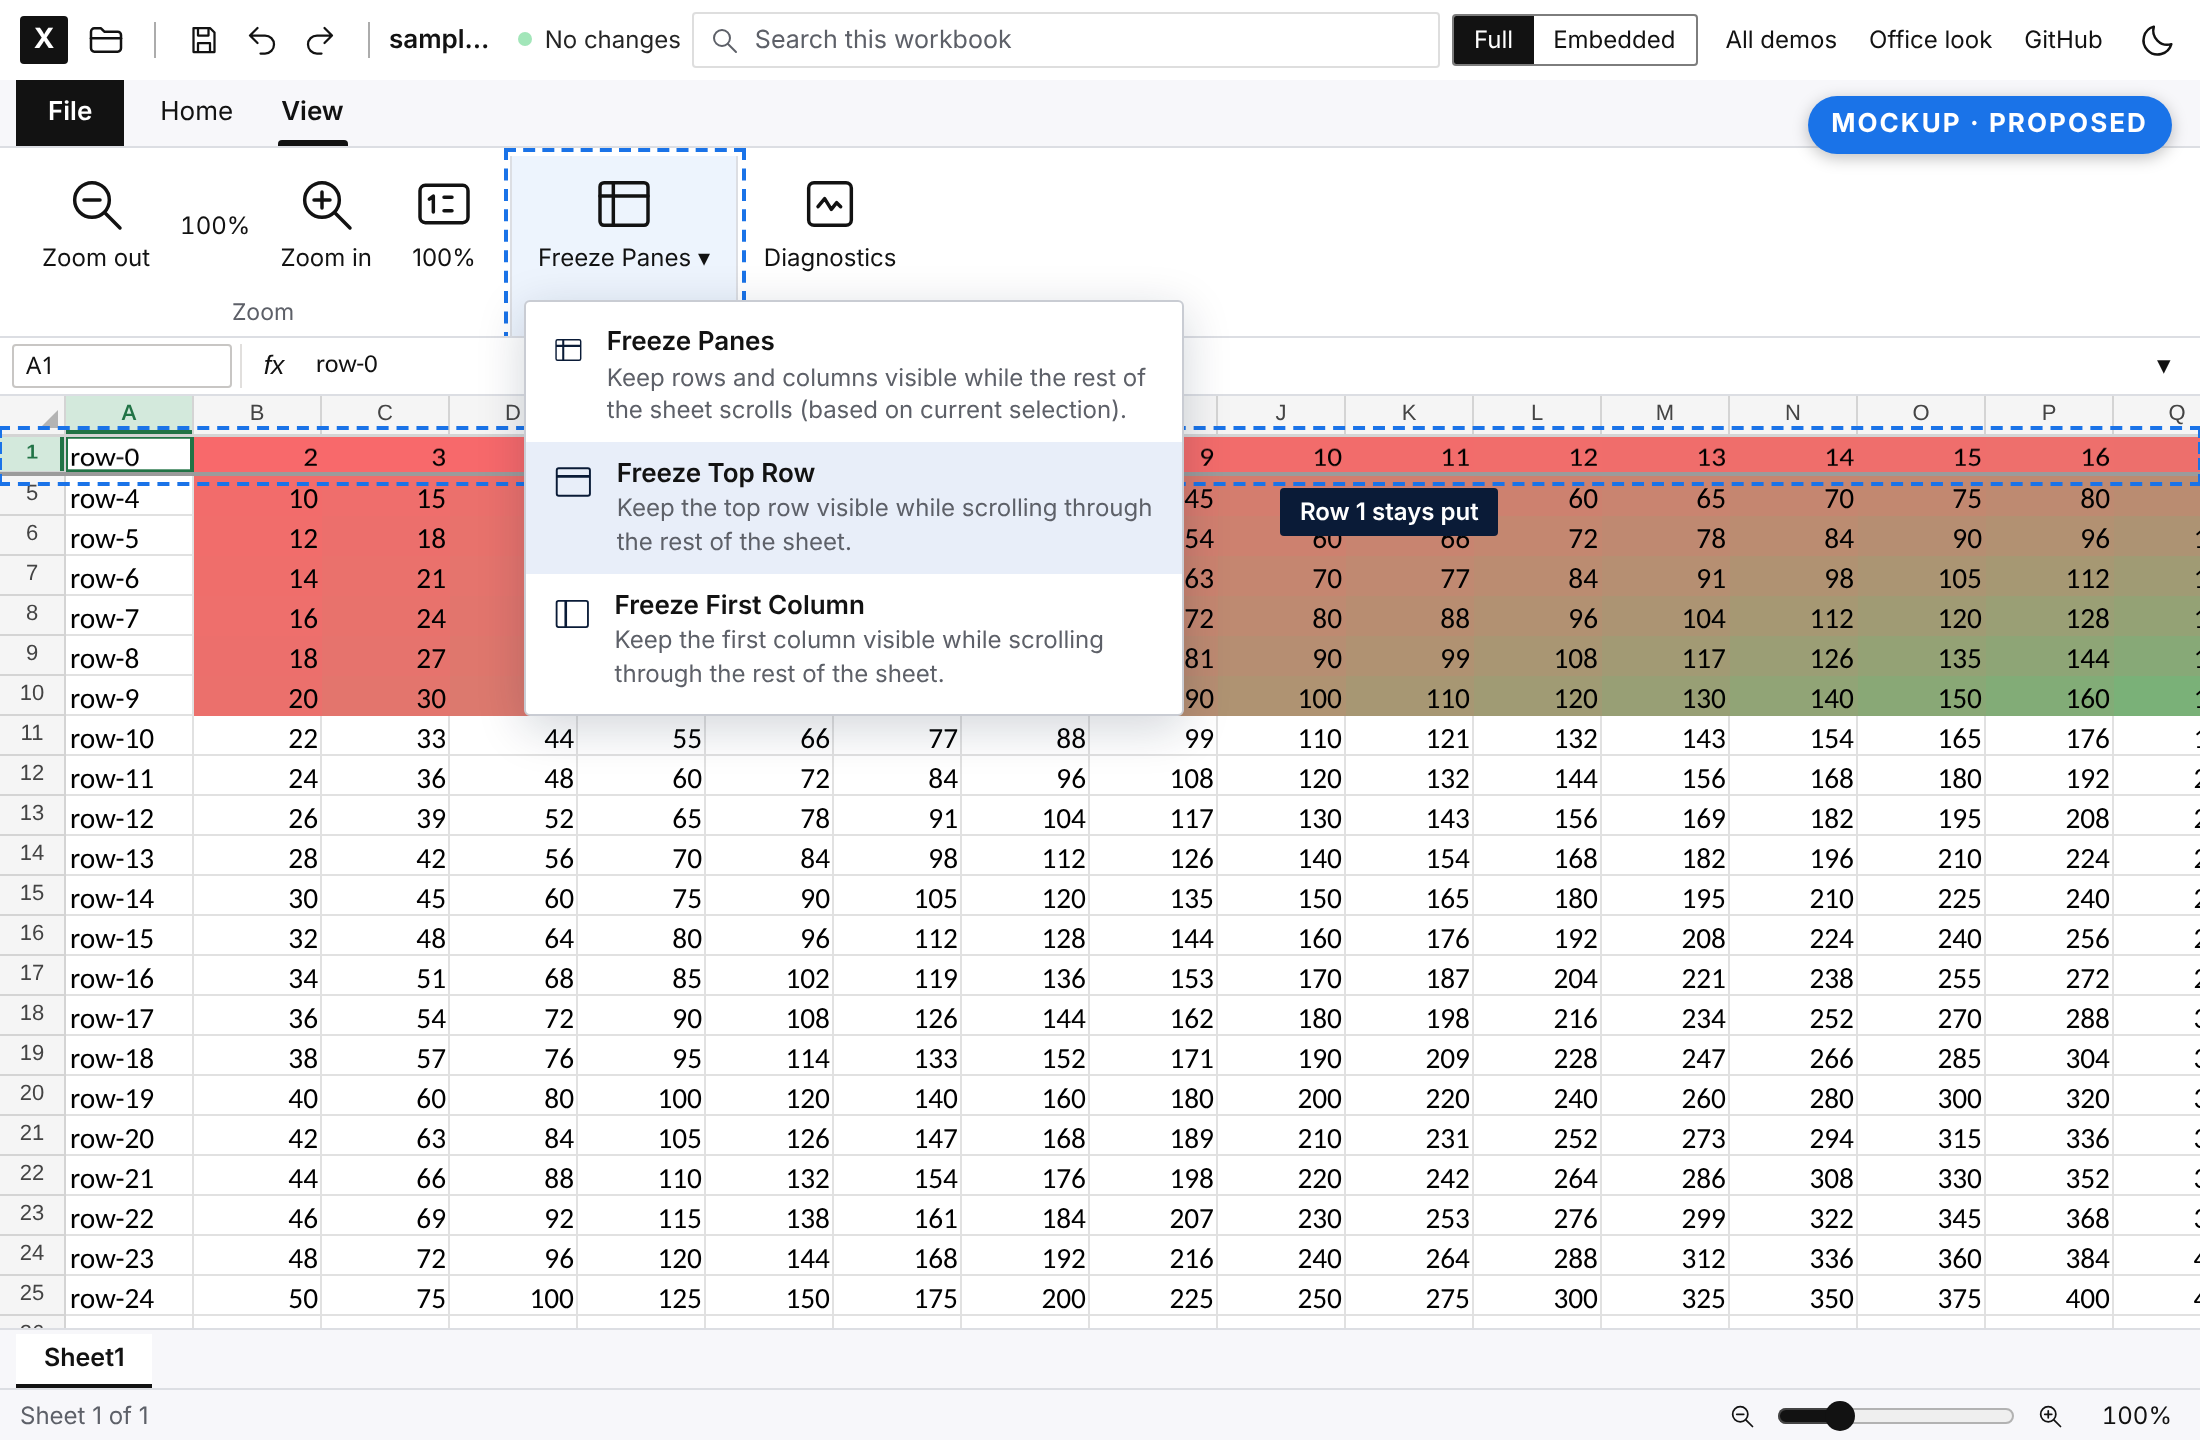 X sampl... No changes Search this workbook Full Embedded All demos Office look GitHub
File Home View MOCKUP · PROPOSED
100%
Zoom out Zoom in 100% Freeze Panes ▾ Diagnostics
Zoom
Freeze Panes
Keep rows and columns visible while the rest of
the sheet scrolls (based on current selection).
Freeze Top Row
Keep the top row visible while scrolling through
the rest of the sheet.
Freeze First Column
Keep the first column visible while scrolling
through the rest of the sheet.
A1 fx row-0 ▼
A B C D J K L M N O P Q
1 row-0 2 3 9 10 11 12 13 14 15 16
Row 1 stays put
5 row-4 10 15 45 60 65 70 75 80
6 row-5 12 18 54 60 66 72 78 84 90 96
7 row-6 14 21 63 70 77 84 91 98 105 112
8 row-7 16 24 72 80 88 96 104 112 120 128
9 row-8 18 27 81 90 99 108 117 126 135 144
10 row-9 20 30 90 100 110 120 130 140 150 160
11 row-10 22 33 44 55 66 77 88 99 110 121 132 143 154 165 176
12 row-11 24 36 48 60 72 84 96 108 120 132 144 156 168 180 192
13 row-12 26 39 52 65 78 91 104 117 130 143 156 169 182 195 208
14 row-13 28 42 56 70 84 98 112 126 140 154 168 182 196 210 224
15 row-14 30 45 60 75 90 105 120 135 150 165 180 195 210 225 240
16 row-15 32 48 64 80 96 112 128 144 160 176 192 208 224 240 256
17 row-16 34 51 68 85 102 119 136 153 170 187 204 221 238 255 272
18 row-17 36 54 72 90 108 126 144 162 180 198 216 234 252 270 288
19 row-18 38 57 76 95 114 133 152 171 190 209 228 247 266 285 304
20 row-19 40 60 80 100 120 140 160 180 200 220 240 260 280 300 320
21 row-20 42 63 84 105 126 147 168 189 210 231 252 273 294 315 336
22 row-21 44 66 88 110 132 154 176 198 220 242 264 286 308 330 352
23 row-22 46 69 92 115 138 161 184 207 230 253 276 299 322 345 368
24 row-23 48 72 96 120 144 168 192 216 240 264 288 312 336 360 384
25 row-24 50 75 100 125 150 175 200 225 250 275 300 325 350 375 400
Sheet1
Sheet 1 of 1 100%